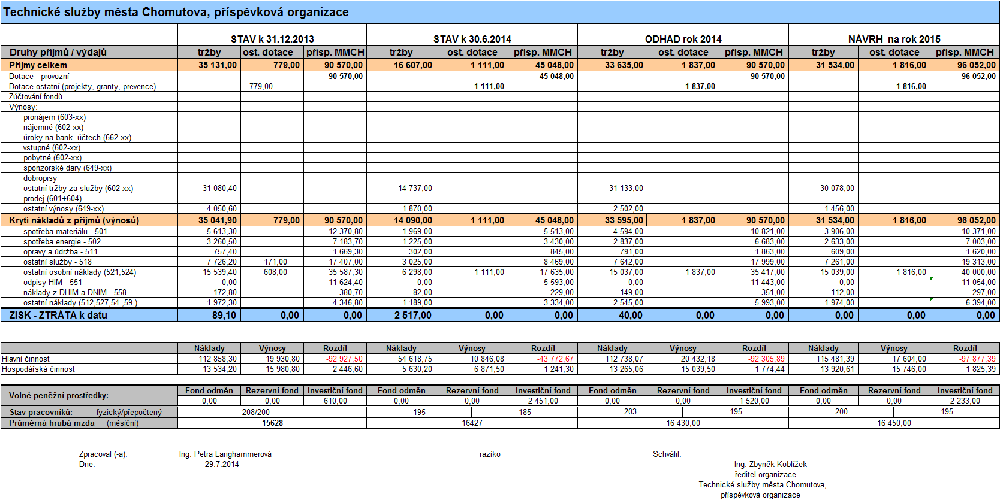 Technické služby města Chomutova, příspěvková organizace
STAV k 31.12.2013 STAV k 30.6.2014 ODHAD rok 2014 NÁVRH na rok 2015
Druhy příjmů / výdajů tržby ost. dotace přísp. MMCH tržby ost. dotace přísp. MMCH tržby ost. dotace přísp. MMCH tržby ost. dotace přísp. MMCH
Příjmy celkem 35 131,00 779,00 90 570,00 16 607,00 1 111,00 45 048,00 33 635,00 1 837,00 90 570,00 31 534,00 1 816,00 96 052,00
Dotace - provozní 90 570,00 45 048,00 90 570,00 96 052,00
Dotace ostatní (projekty, granty, prevence) 779,00 1 111,00 1 837,00 1 816,00
Zúčtování fondů
Výnosy:
pronájem (603-xx)
nájemné (602-xx)
úroky na bank. účtech (662-xx)
vstupné (602-xx)
pobytné (602-xx)
sponzorské dary (649-xx)
dobropisy
ostatní tržby za služby (602-xx) 31 080,40 14 737,00 31 133,00 30 078,00
prodej (601+604)
ostatní výnosy (649-xx) 4 050,60 1 870,00 2 502,00 1 456,00
Krytí nákladů z příjmů (výnosů) 35 041,90 779,00 90 570,00 14 090,00 1 111,00 45 048,00 33 595,00 1 837,00 90 570,00 31 534,00 1 816,00 96 052,00
spotřeba materiálů - 501 5 613,30 12 370,80 1 969,00 5 513,00 4 594,00 10 821,00 3 906,00 10 371,00
spotřeba energie - 502 3 260,50 7 183,70 1 225,00 3 430,00 2 837,00 6 683,00 2 633,00 7 003,00
opravy a údržba - 511 757,40 1 669,30 302,00 845,00 791,00 1 863,00 609,00 1 620,00
ostatní služby - 518 7 726,20 171,00 17 407,00 3 025,00 8 469,00 7 642,00 17 999,00 7 261,00 19 313,00
ostatní osobní náklady (521,524) 15 539,40 608,00 35 587,30 6 298,00 1 111,00 17 635,00 15 037,00 1 837,00 35 417,00 15 039,00 1 816,00 40 000,00
odpisy HIM - 551 0,00 11 624,40 0,00 5 593,00 0,00 11 443,00 0,00 11 054,00
náklady z DHIM a DNIM - 558 172,80 380,70 82,00 229,00 149,00 351,00 112,00 297,00
ostatní náklady (512,527,54.,59.) 1 972,30 4 346,80 1 189,00 3 334,00 2 545,00 5 993,00 1 974,00 6 394,00
ZISK - ZTRÁTA k datu 89,10 0,00 0,00 2 517,00 0,00 0,00 40,00 0,00 0,00 0,00 0,00 0,00
Náklady Výnosy Rozdíl Náklady Výnosy Rozdíl Náklady Výnosy Rozdíl Náklady Výnosy Rozdíl
Hlavní činnost 112 858,30 19 930,80 -92 927,50 54 618,75 10 846,08 -43 772,67 112 738,07 20 432,18 -92 305,89 115 481,39 17 604,00 -97 877,39
Hospodářská činnost 13 534,20 15 980,80 2 446,60 5 630,20 6 871,50 1 241,30 13 265,06 15 039,50 1 774,44 13 920,61 15 746,00 1 825,39
Volné peněžní prostředky: Fond odměn Rezervní fond Investiční fond Fond odměn Rezervní fond Investiční fond Fond odměn Rezervní fond Investiční fond Fond odměn Rezervní fond Investiční fond
0,00 0,00 610,00 0,00 0,00 2 451,00 0,00 0,00 1 520,00 0,00 0,00 2 233,00
Stav pracovníků: fyzický/přepočtený 208/200 195 185 203 195 200 195
Průměrná hrubá mzda (měsíční) 15628 16427 16 430,00 16 450,00
Zpracoval (-a): Ing. Petra Langhammerová razíko Schválil:
Dne: 29.7.2014 Ing. Zbyněk Koblížek
ředitel organizace
Technické služby města Chomutova,
příspěvková organizace